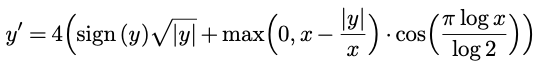 y′ = 4(sign (y)√|y| + max(0, x − |y|/x) · cos(π log x / log 2))